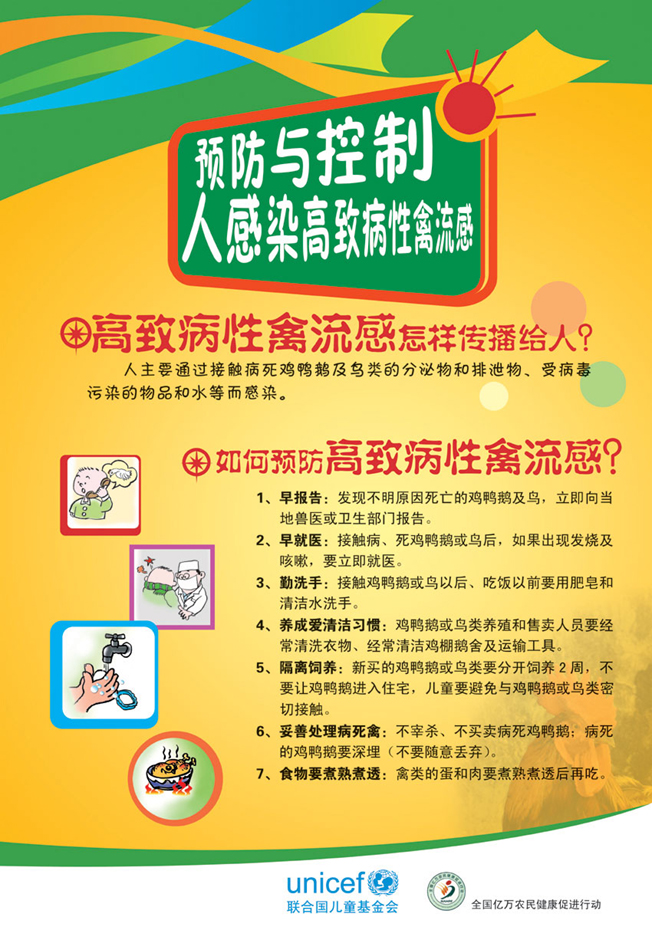 预防与控制
人感染高致病性禽流感
高致病性禽流感怎样传播给人?
人主要通过接触病死鸡鸭鹅及鸟类的分泌物和排泄物、受病毒
污染的物品和水等而感染。
如何预防高致病性禽流感?
1、早报告：发现不明原因死亡的鸡鸭鹅及鸟，立即向当
地兽医或卫生部门报告。
2、早就医：接触病、死鸡鸭鹅或鸟后，如果出现发烧及
咳嗽，要立即就医。
3、勤洗手：接触鸡鸭鹅或鸟以后、吃饭以前要用肥皂和
清洁水洗手。
4、养成爱清洁习惯：鸡鸭鹅或鸟类养殖和售卖人员要经
常清洗衣物、经常清洁鸡棚鹅舍及运输工具。
5、隔离饲养：新买的鸡鸭鹅或鸟类要分开饲养2周，不
要让鸡鸭鹅进入住宅，儿童要避免与鸡鸭鹅或鸟类密
切接触。
6、妥善处理病死禽：不宰杀、不买卖病死鸡鸭鹅；病死
的鸡鸭鹅要深埋（不要随意丢弃）。
7、食物要煮熟煮透：禽类的蛋和肉要煮熟煮透后再吃。
unicef
联合国儿童基金会
全国亿万农民健康促进行动